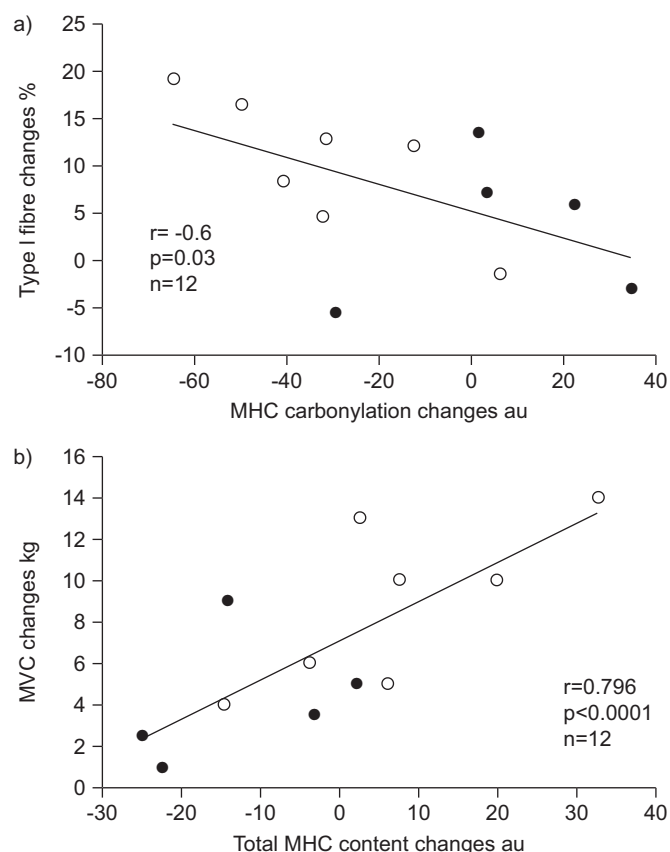 a)
25
20
15
10
5
0
-5
-10
Type I fibre changes %
r= -0.6
p=0.03
n=12
-80 -60 -40 -20 0 20 40
MHC carbonylation changes au
b)
16
14
12
10
8
6
4
2
0
MVC changes kg
r=0.796
p<0.0001
n=12
-30 -20 -10 0 10 20 30 40
Total MHC content changes au